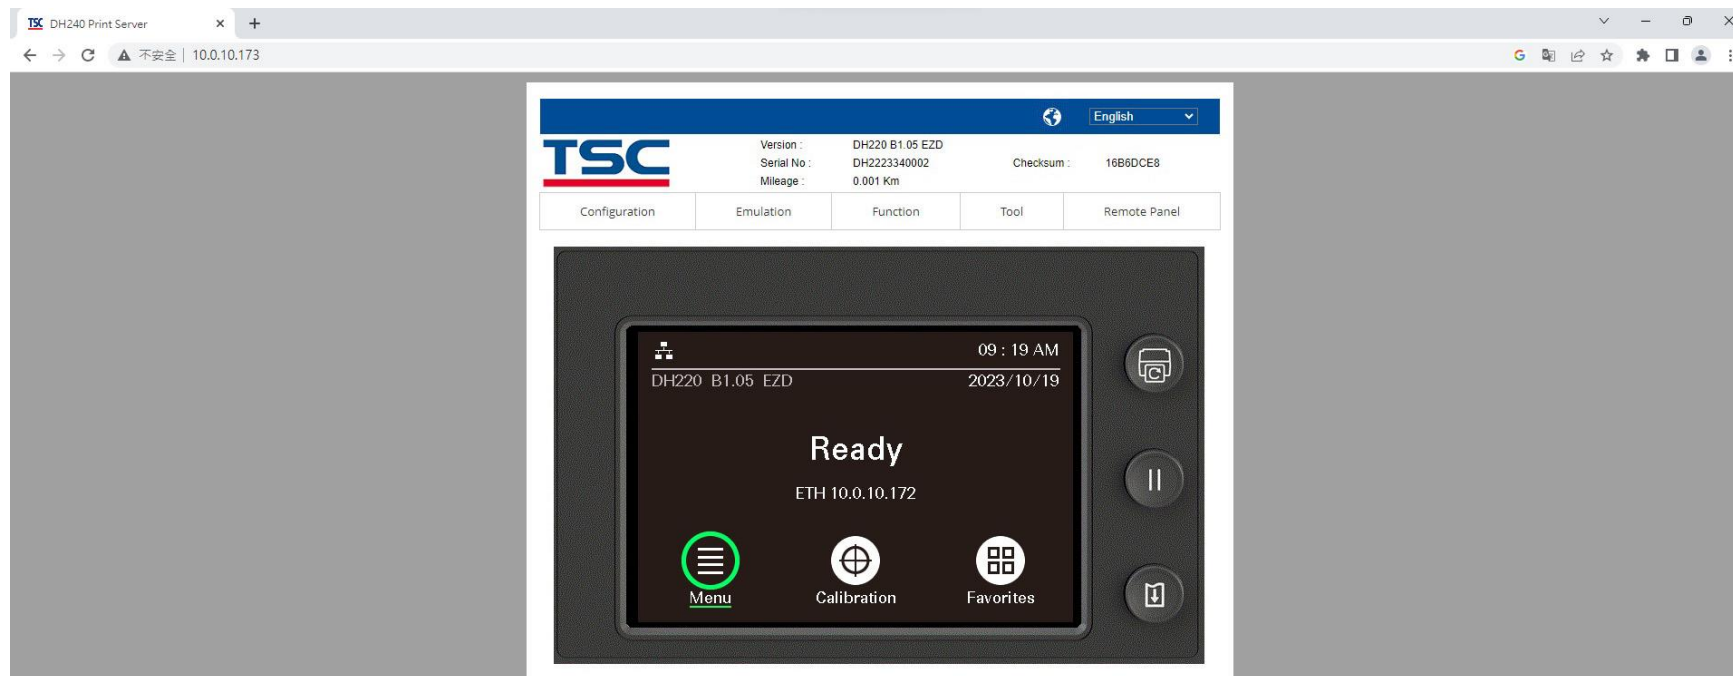 TSC DH240 Print Server
不安全 | 10.0.10.173
English
TSC
Version : DH220 B1.05 EZD
Serial No : DH2223340002 Checksum : 16B6DCE8
Mileage : 0.001 Km
Configuration Emulation Function Tool Remote Panel
09 : 19 AM
DH220 B1.05 EZD 2023/10/19
Ready
ETH 10.0.10.172
Menu Calibration Favorites